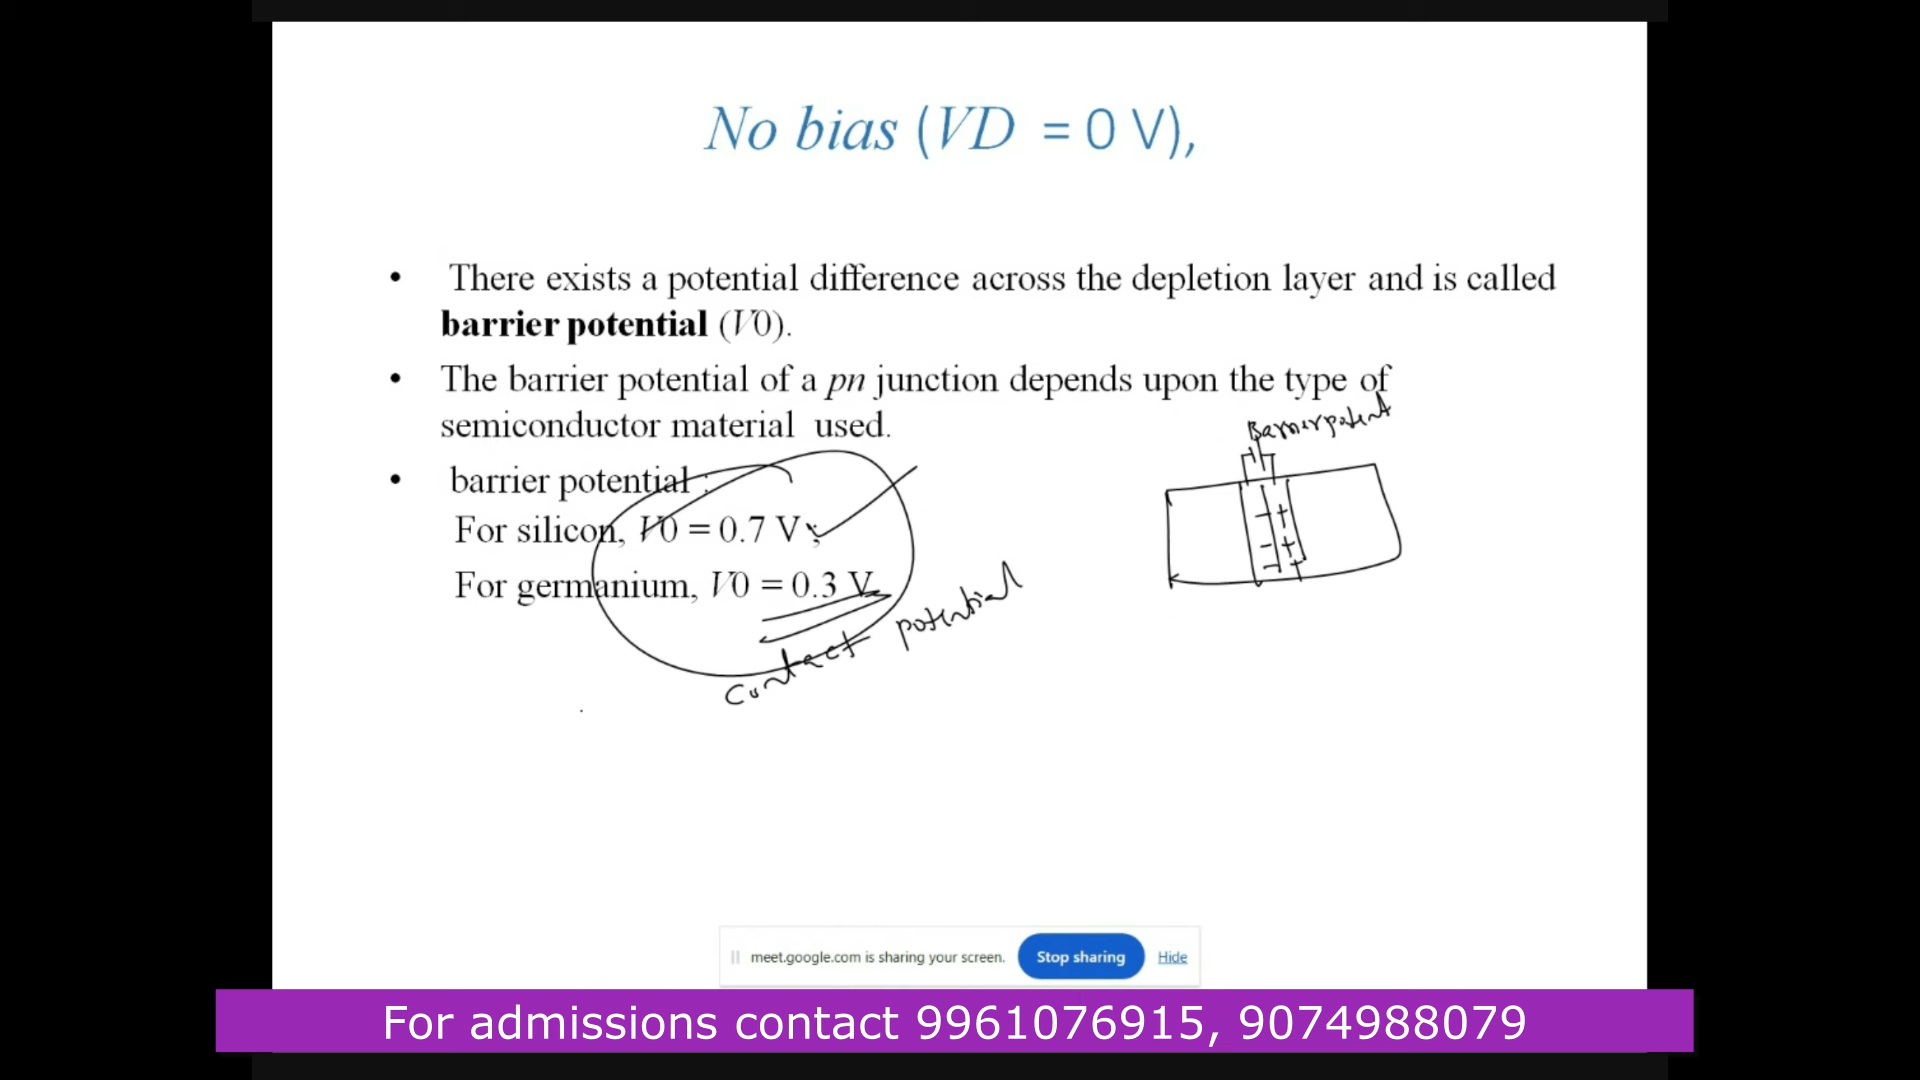 No bias (VD = 0 V),
• There exists a potential difference across the depletion layer and is called
barrier potential (V0).
• The barrier potential of a pn junction depends upon the type of
semiconductor material used.
Barrier potent
• barrier potential :
For silicon, V0 = 0.7 V;
For germanium, V0 = 0.3 V
contact potential
meet.google.com is sharing your screen. Stop sharing Hide
For admissions contact 9961076915, 9074988079